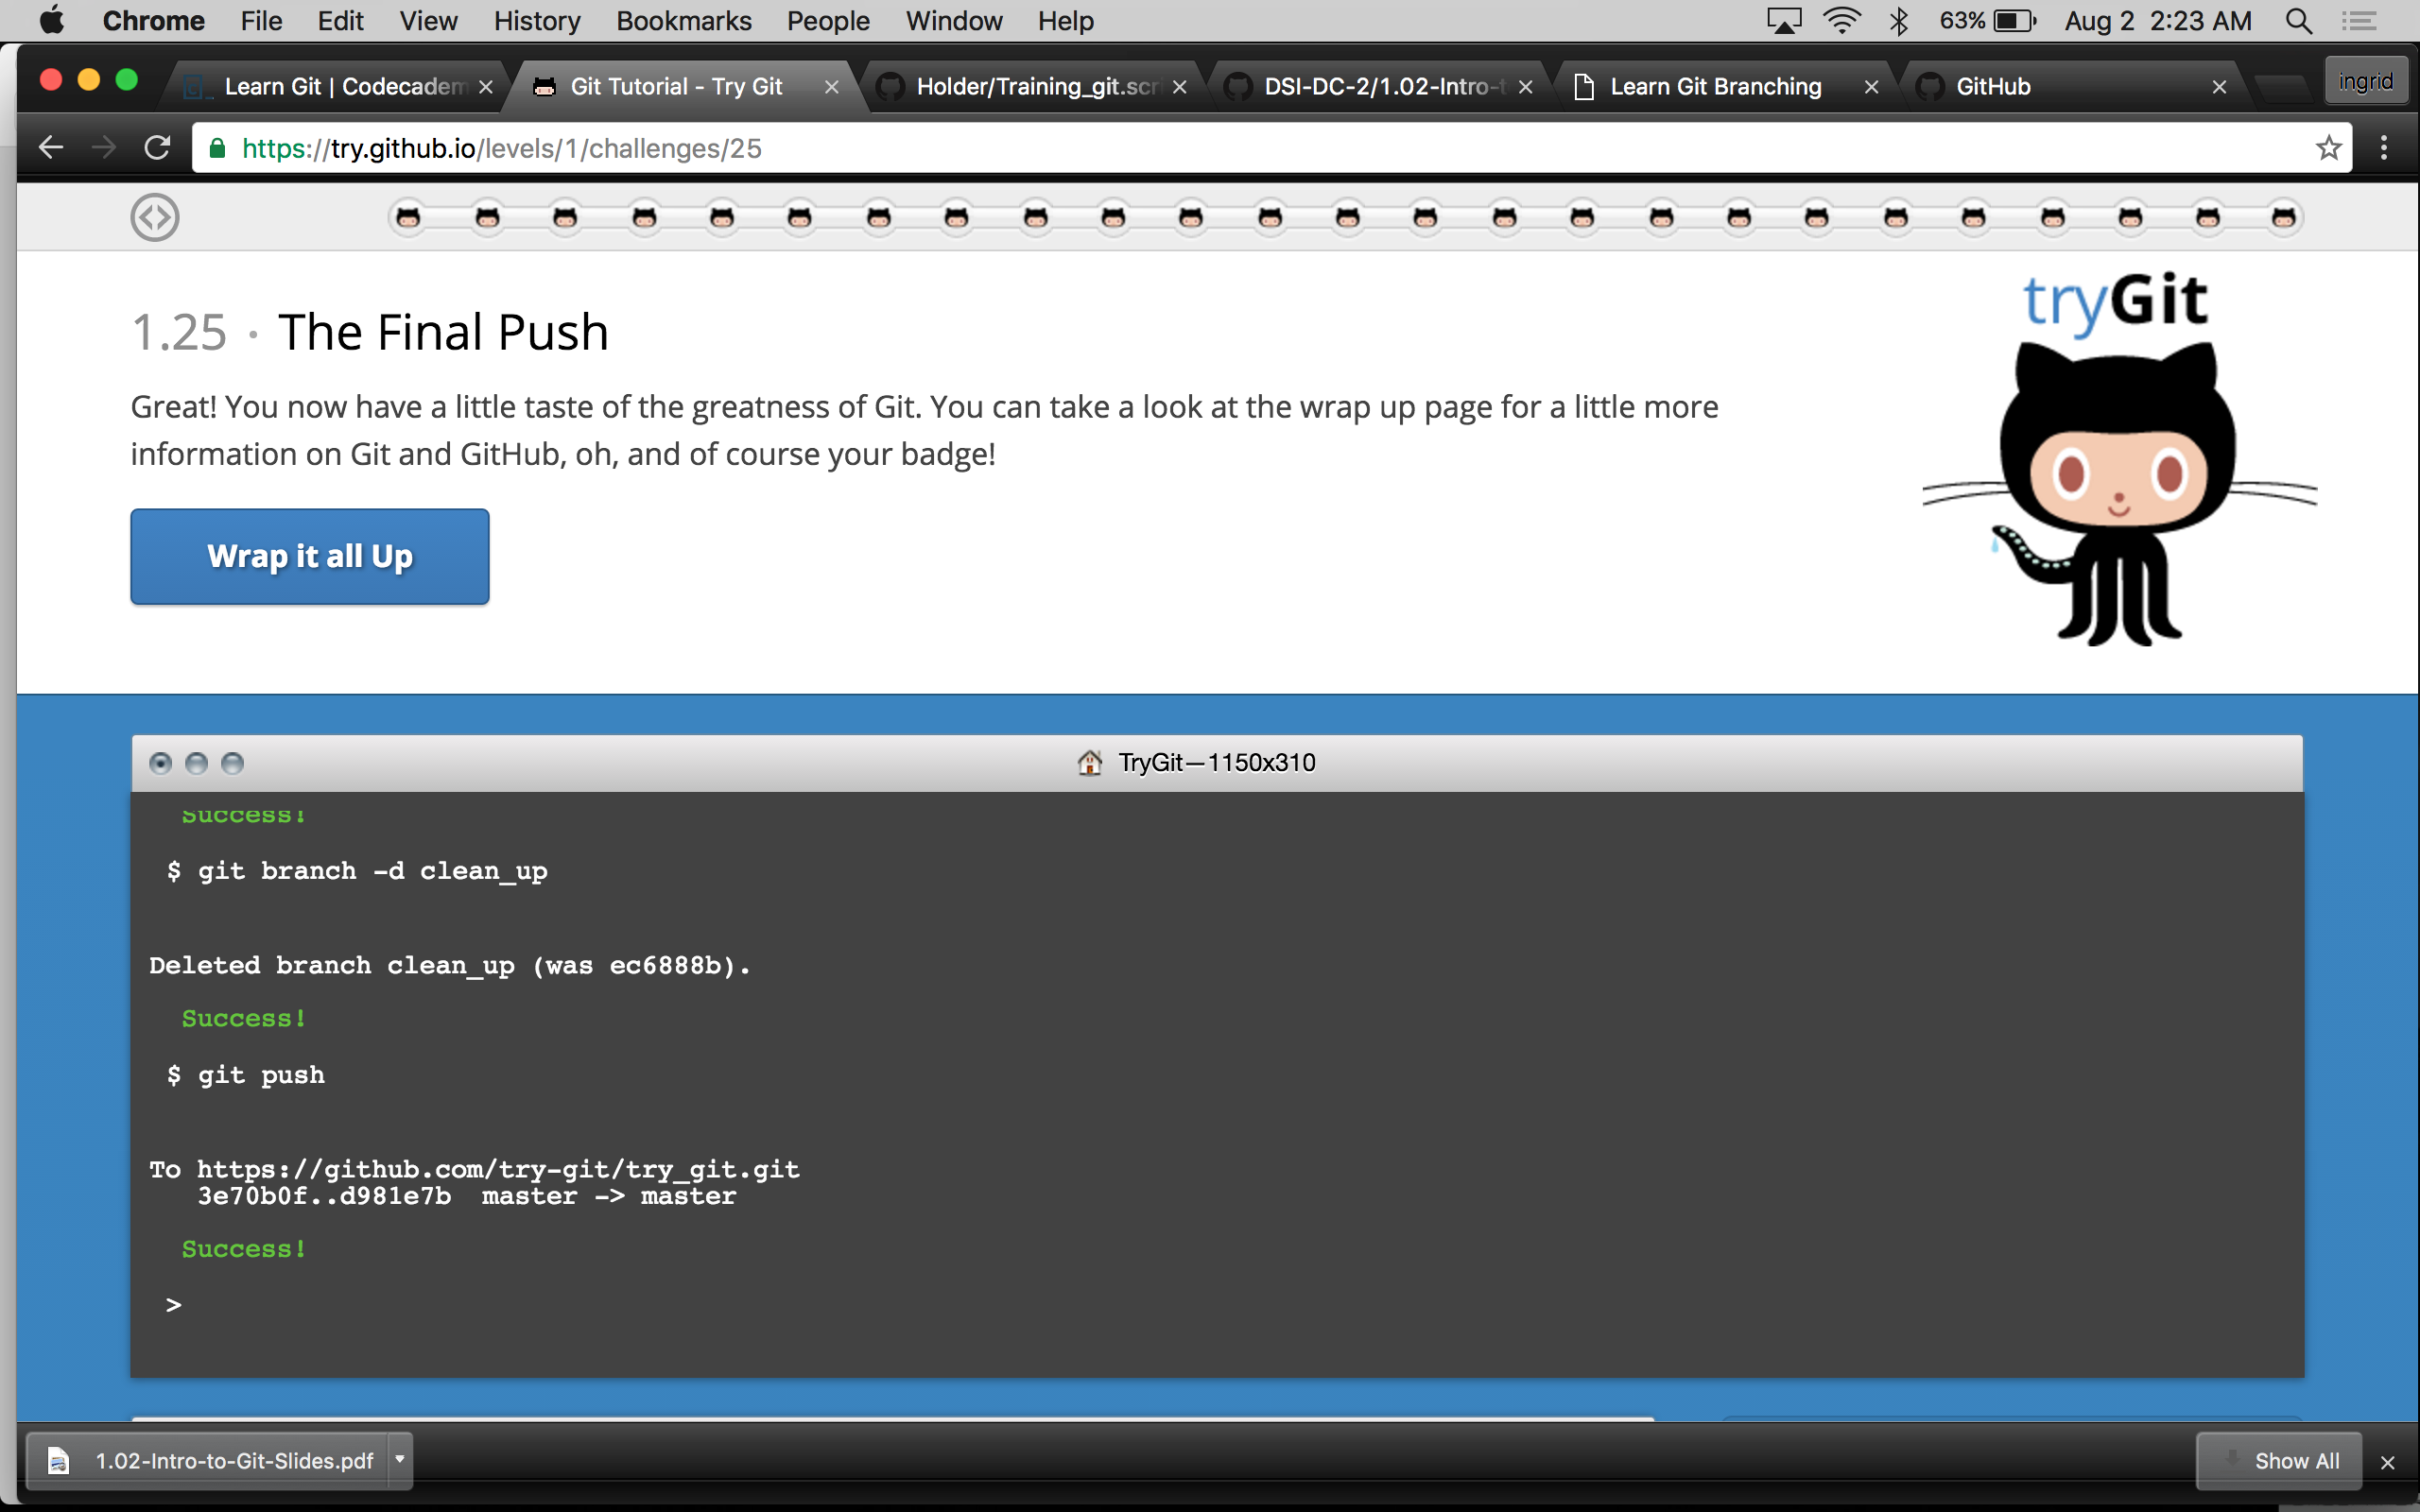 Chrome File Edit View History Bookmarks People Window Help 63% Aug 2 2:23 AM
Learn Git | Codecadem Git Tutorial - Try Git Holder/Training_git.scri DSI-DC-2/1.02-Intro-t Learn Git Branching GitHub ingrid
https://try.github.io/levels/1/challenges/25
tryGit
1.25 · The Final Push
Great! You now have a little taste of the greatness of Git. You can take a look at the wrap up page for a little more
information on Git and GitHub, oh, and of course your badge!
Wrap it all Up
TryGit—1150x310
Success!
$ git branch -d clean_up
Deleted branch clean_up (was ec6888b).
Success!
$ git push
To https://github.com/try-git/try_git.git
3e70b0f..d981e7b master -> master
Success!
>
1.02-Intro-to-Git-Slides.pdf Show All